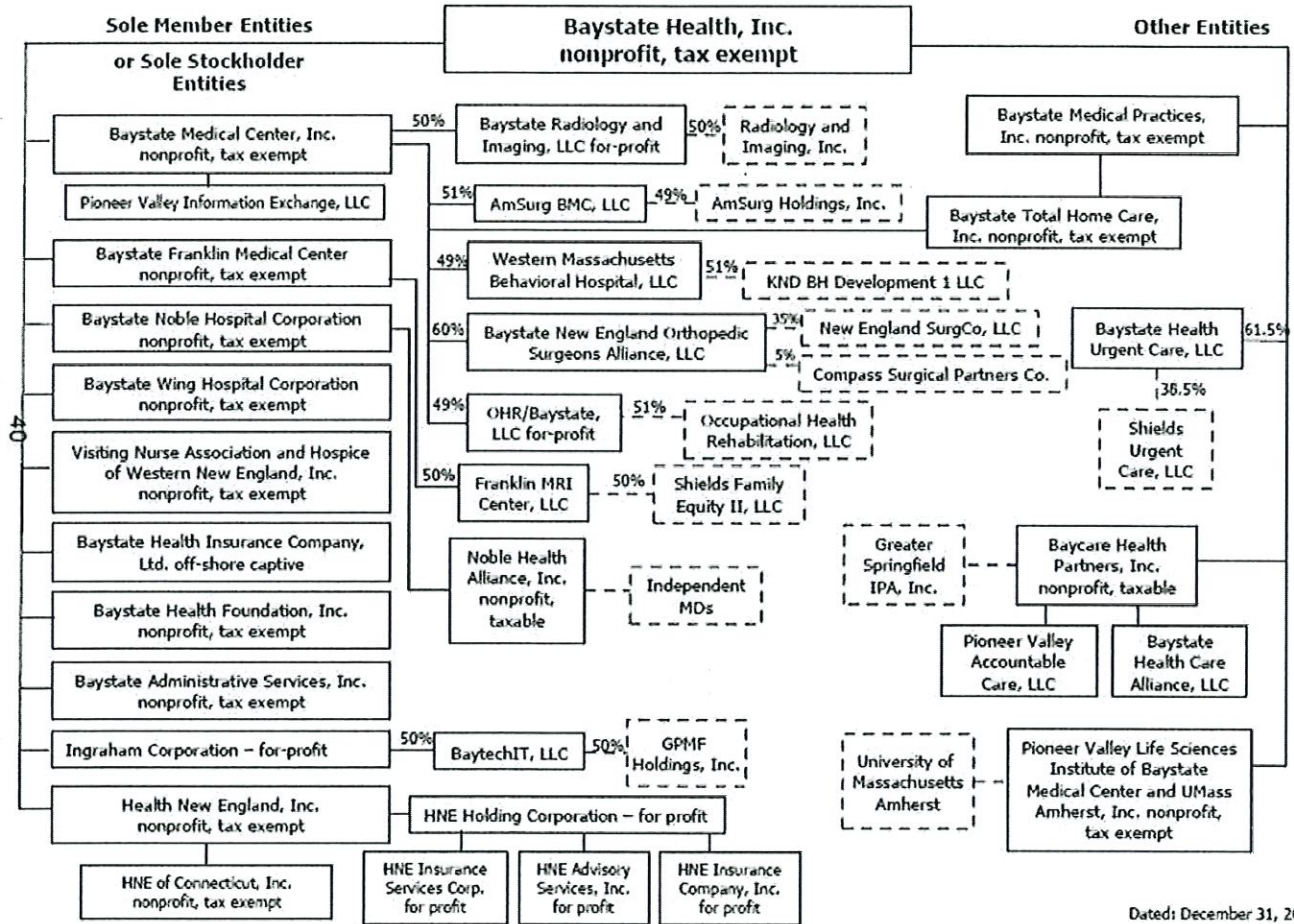 Sole Member Entities
or Sole Stockholder
Entities
Baystate Health, Inc.
nonprofit, tax exempt
Other Entities
Baystate Medical Center, Inc.
nonprofit, tax exempt
Pioneer Valley Information Exchange, LLC
50%
Baystate Radiology and
Imaging, LLC for-profit
50%
Radiology and
Imaging, Inc.
Baystate Medical Practices,
Inc. nonprofit, tax exempt
51%
AmSurg BMC, LLC
49%
AmSurg Holdings, Inc.
Baystate Total Home Care,
Inc. nonprofit, tax exempt
Baystate Franklin Medical Center
nonprofit, tax exempt
49%
Western Massachusetts
Behavioral Hospital, LLC
51%
KND BH Development 1 LLC
Baystate Noble Hospital Corporation
nonprofit, tax exempt
60%
Baystate New England Orthopedic
Surgeons Alliance, LLC
35%
New England SurgCo, LLC
5%
Compass Surgical Partners Co.
Baystate Health
Urgent Care, LLC
61.5%
38.5%
Shields
Urgent
Care, LLC
Baystate Wing Hospital Corporation
nonprofit, tax exempt
40
49%
OHR/Baystate,
LLC for-profit
51%
Occupational Health
Rehabilitation, LLC
Visiting Nurse Association and Hospice
of Western New England, Inc.
nonprofit, tax exempt
50%
Franklin MRI
Center, LLC
50%
Shields Family
Equity II, LLC
Baystate Health Insurance Company,
Ltd. off-shore captive
Noble Health
Alliance, Inc.
nonprofit,
taxable
Independent
MDs
Greater
Springfield
IPA, Inc.
Baycare Health
Partners, Inc.
nonprofit, taxable
Baystate Health Foundation, Inc.
nonprofit, tax exempt
Pioneer Valley
Accountable
Care, LLC
Baystate
Health Care
Alliance, LLC
Baystate Administrative Services, Inc.
nonprofit, tax exempt
Ingraham Corporation – for-profit
50%
BaytechIT, LLC
50%
GPMF
Holdings, Inc.
University of
Massachusetts
Amherst
Pioneer Valley Life Sciences
Institute of Baystate
Medical Center and UMass
Amherst, Inc. nonprofit,
tax exempt
Health New England, Inc.
nonprofit, tax exempt
HNE Holding Corporation – for profit
HNE of Connecticut, Inc.
nonprofit, tax exempt
HNE Insurance
Services Corp.
for profit
HNE Advisory
Services, Inc.
for profit
HNE Insurance
Company, Inc.
for profit
Dated: December 31,